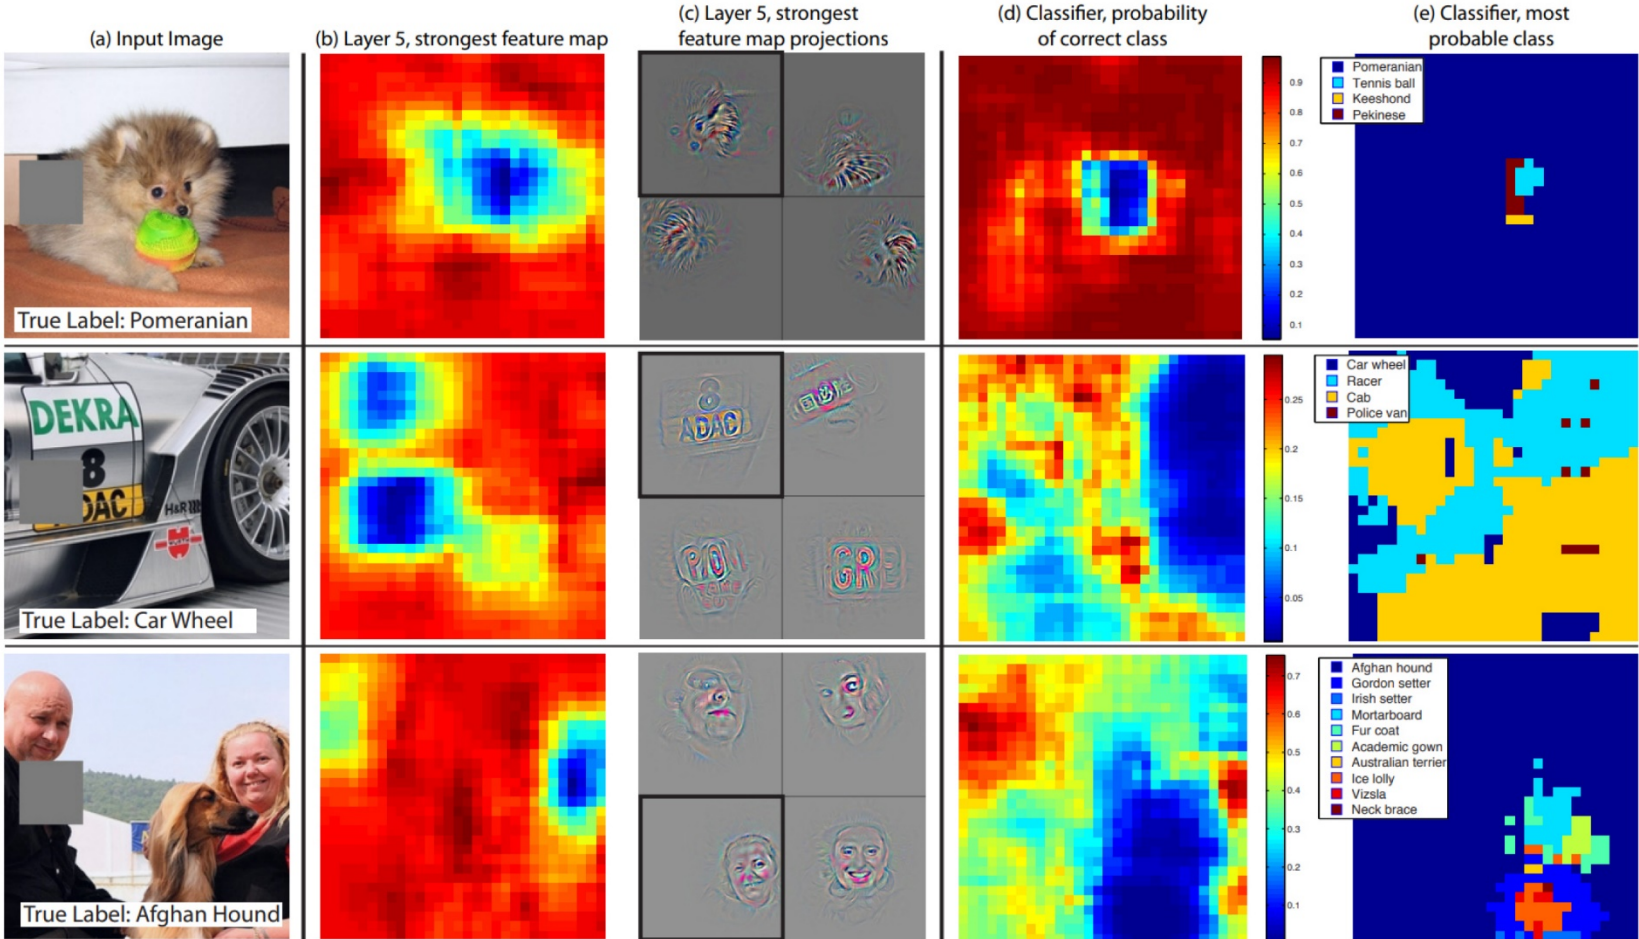 (a) Input Image
(b) Layer 5, strongest feature map
(c) Layer 5, strongest
feature map projections
(d) Classifier, probability
of correct class
(e) Classifier, most
probable class
True Label: Pomeranian
0.9
0.8
0.7
0.6
0.5
0.4
0.3
0.2
0.1
Pomeranian
Tennis ball
Keeshond
Pekinese
DEKRA
8
ADAC
H&R
True Label: Car Wheel
ADAC
GRE
0.25
0.2
0.15
0.1
0.05
Car wheel
Racer
Cab
Police van
True Label: Afghan Hound
0.7
0.6
0.5
0.4
0.3
0.2
0.1
Afghan hound
Gordon setter
Irish setter
Mortarboard
Fur coat
Academic gown
Australian terrier
Ice lolly
Vizsla
Neck brace